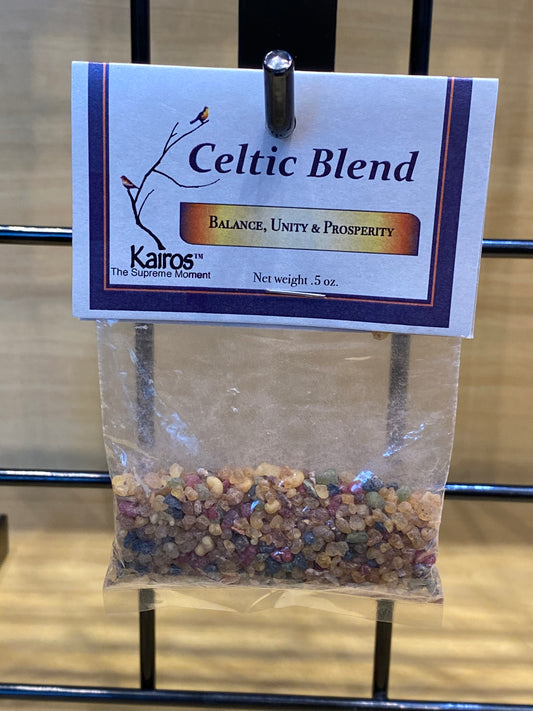 Celtic Blend
BALANCE, UNITY & PROSPERITY
Kairos™
The Supreme Moment
Net weight .5 oz.